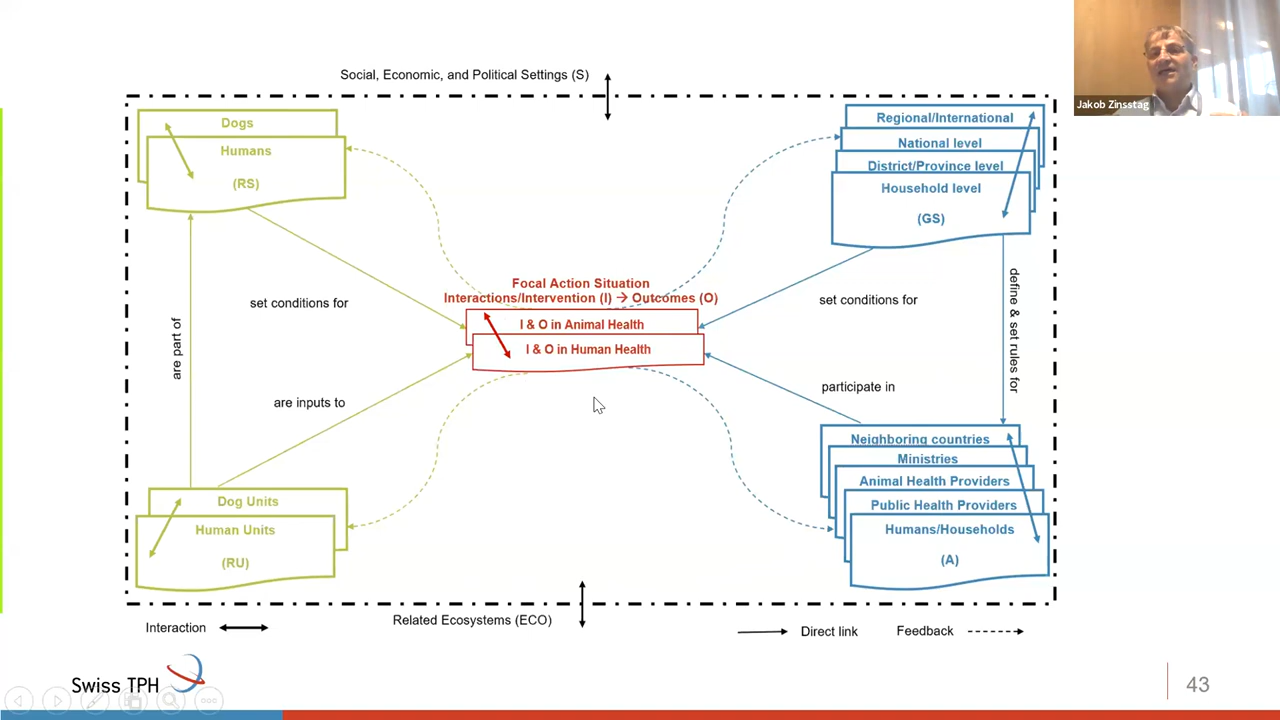 Social, Economic, and Political Settings (S)
Jakob Zinsstag
Dogs
Humans
(RS)
Regional/International
National level
District/Province level
Household level
(GS)
Focal Action Situation
Interactions/Intervention (I) → Outcomes (O)
I & O in Animal Health
I & O in Human Health
set conditions for
set conditions for
are part of
define & set rules for
are inputs to
participate in
Dog Units
Human Units
(RU)
Neighboring countries
Ministries
Animal Health Providers
Public Health Providers
Humans/Households
(A)
Related Ecosystems (ECO)
Interaction
Direct link
Feedback
Swiss TPH
43